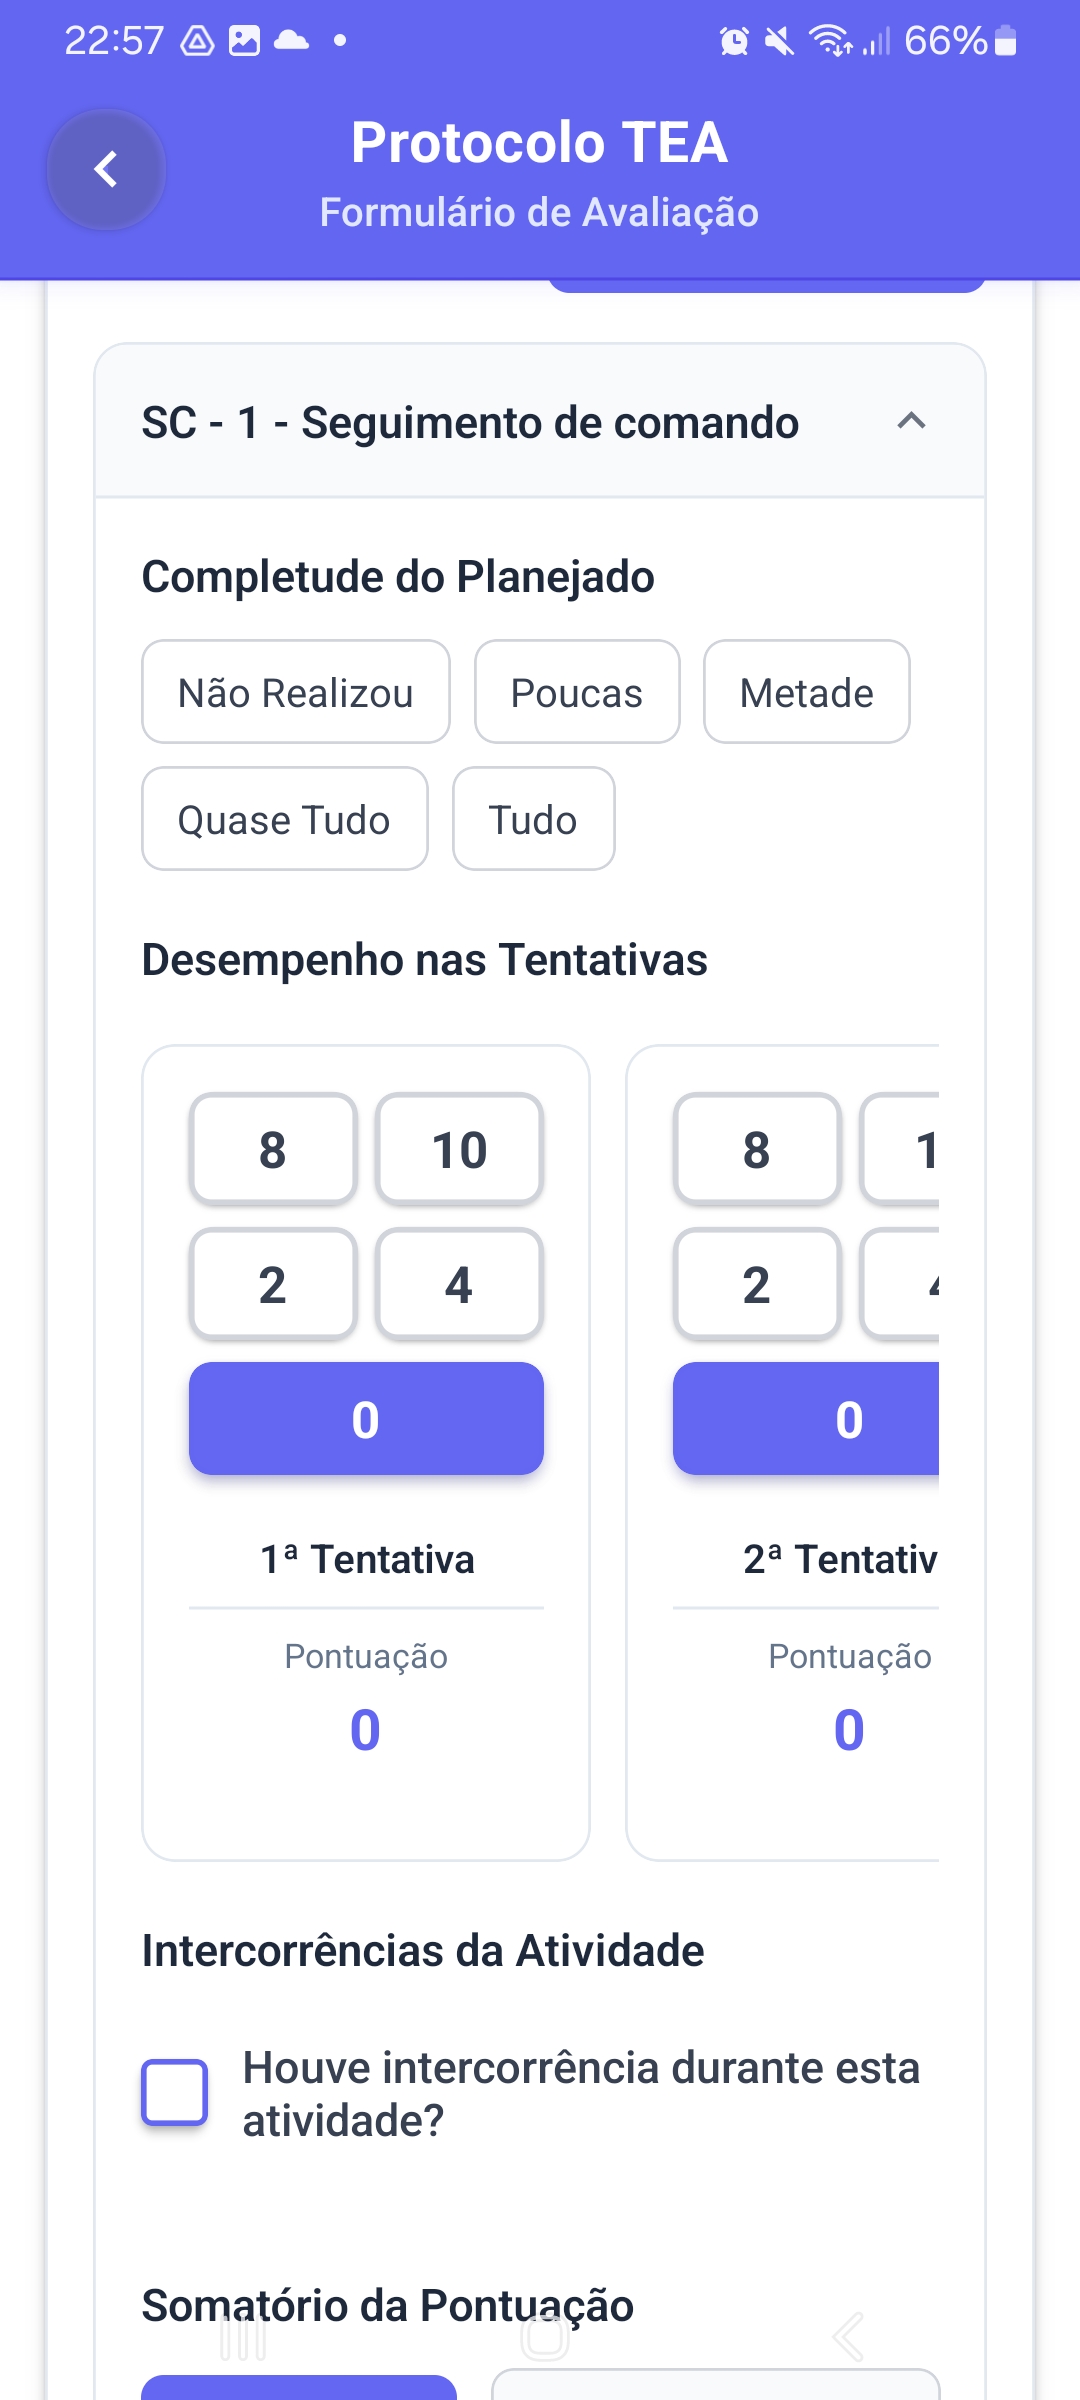 22:57
66%
Protocolo TEA
Formulário de Avaliação
SC - 1 - Seguimento de comando
Completude do Planejado
Não Realizou Poucas Metade
Quase Tudo Tudo
Desempenho nas Tentativas
8 10 8 1
2 4 2 4
0 0
1ª Tentativa 2ª Tentativ
Pontuação Pontuação
0 0
Intercorrências da Atividade
Houve intercorrência durante esta
atividade?
Somatório da Pontuação